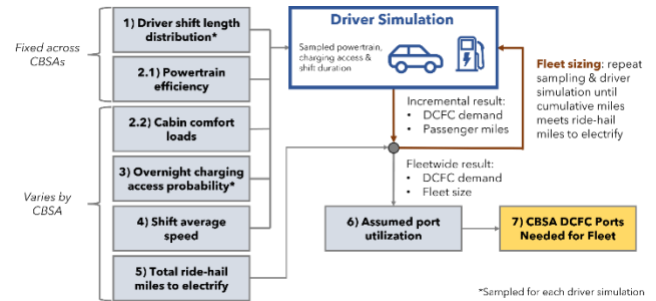 Fixed across
CBSAs
Varies by
CBSA
1) Driver shift length
distribution*
2.1) Powertrain
efficiency
2.2) Cabin comfort
loads
3) Overnight charging
access probability*
4) Shift average
speed
5) Total ride-hail
miles to electrify
Driver Simulation
Sampled powertrain,
charging access &
shift duration
Incremental result:
• DCFC demand
• Passenger miles
Fleet sizing: repeat
sampling & driver
simulation until
cumulative miles
meets ride-hail
miles to electrify
Fleetwide result:
• DCFC demand
• Fleet size
6) Assumed port
utilization
7) CBSA DCFC Ports
Needed for Fleet
*Sampled for each driver simulation